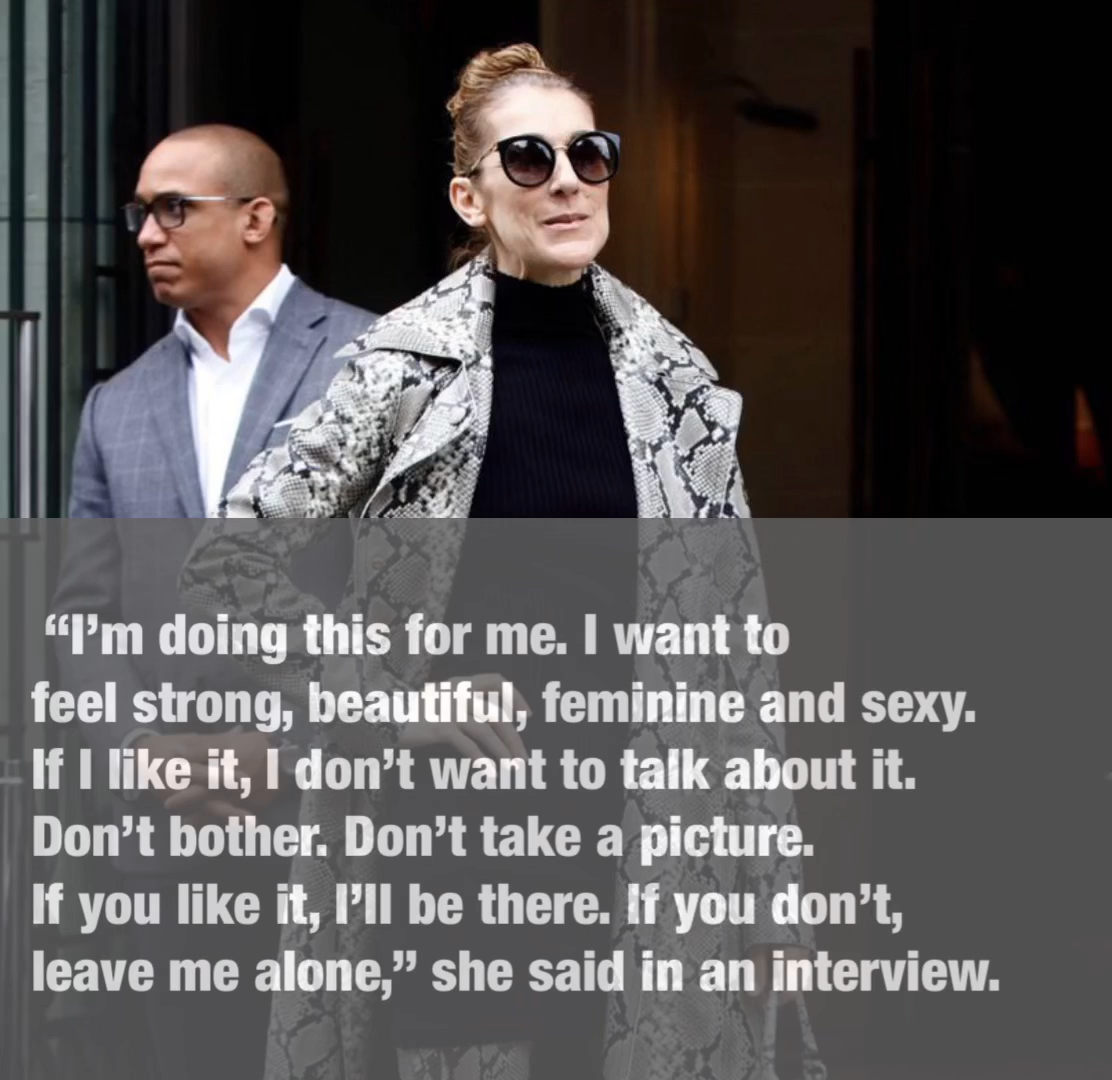 “I’m doing this for me. I want to
feel strong, beautiful, feminine and sexy.
If I like it, I don’t want to talk about it.
Don’t bother. Don’t take a picture.
If you like it, I’ll be there. If you don’t,
leave me alone,” she said in an interview.